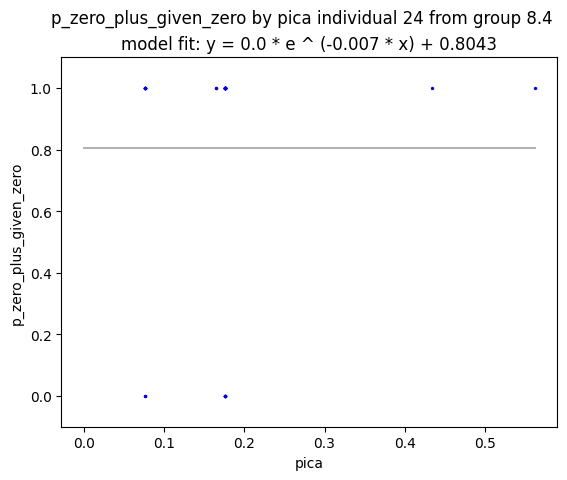 p_zero_plus_given_zero by pica individual 24 from group 8.4
model fit: y = 0.0 * e ^ (-0.007 * x) + 0.8043
1.0
0.8
0.6
0.4
0.2
0.0
p_zero_plus_given_zero
0.0 0.1 0.2 0.3 0.4 0.5
pica